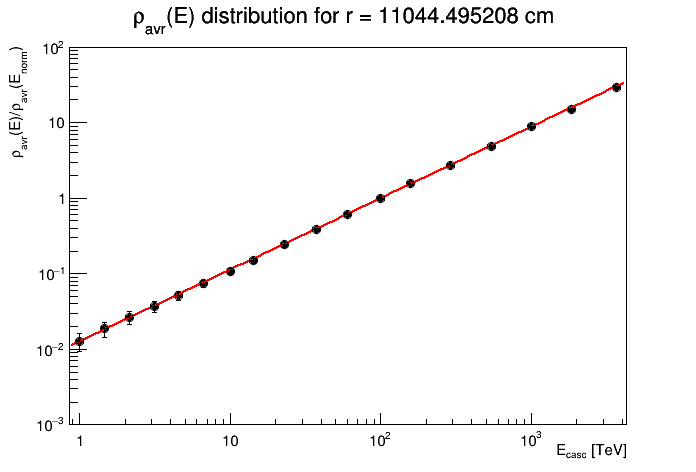 ρavr(E) distribution for r = 11044.495208 cm
ρavr(E)/ρavr(Enorm)
10²
10
1
10⁻¹
10⁻²
10⁻³
1 10 10² 10³
Ecasc [TeV]